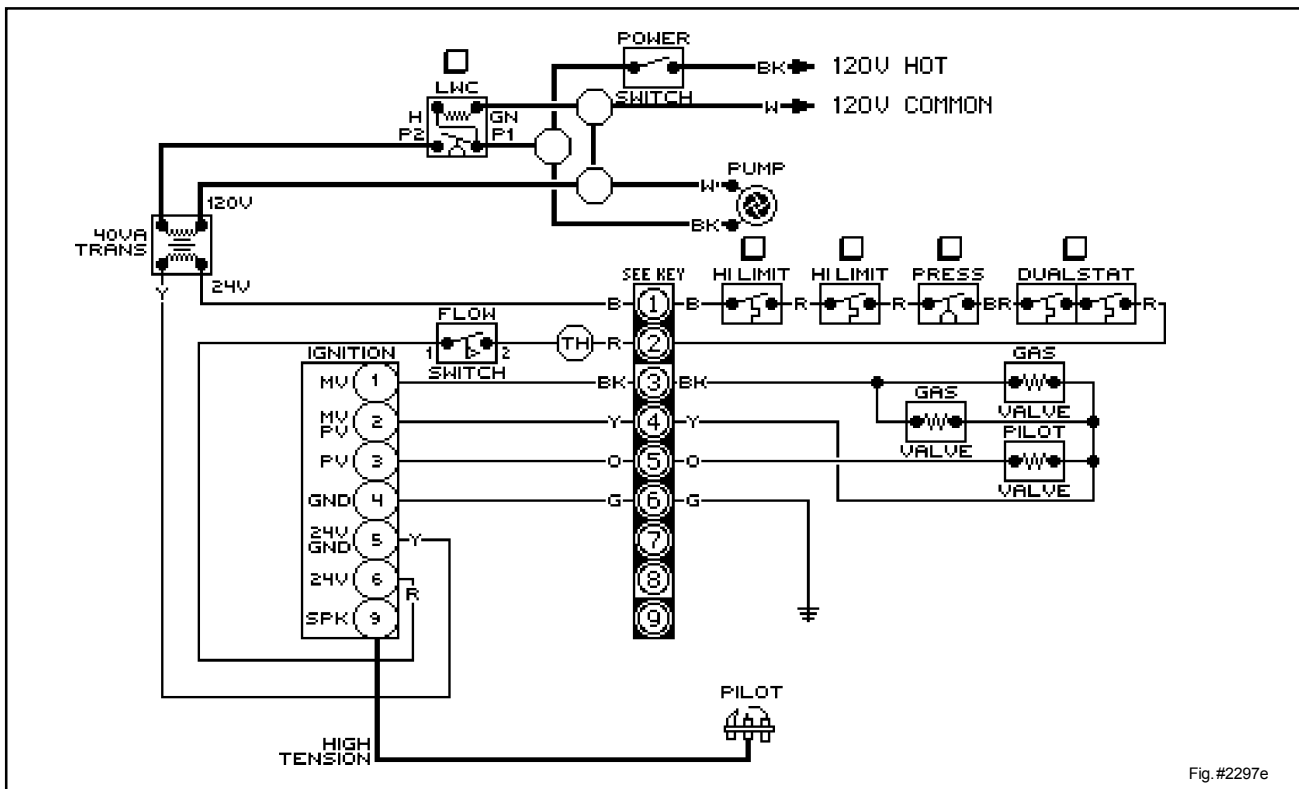 POWER
SWITCH
BK
120V HOT
W
120V COMMON
LWC
H
GN
P2
P1
PUMP
W
BK
120V
40VA
TRANS
24V
Y
SEE KEY
B 1 B
HI LIMIT
R
HI LIMIT
R
PRESS
BR
DUALSTAT
R
FLOW
1 2
SWITCH
TH
R 2
IGNITION
MV 1
BK 3 BK
GAS
VALVE
GAS
VALVE
MV
PV 2
Y 4 Y
PILOT
VALVE
PV 3
O 5 O
GND 4
G 6 G
24V
GND 5
Y
7
24V 6
R
8
SPK 9
9
PILOT
HIGH
TENSION
Fig.#2297e